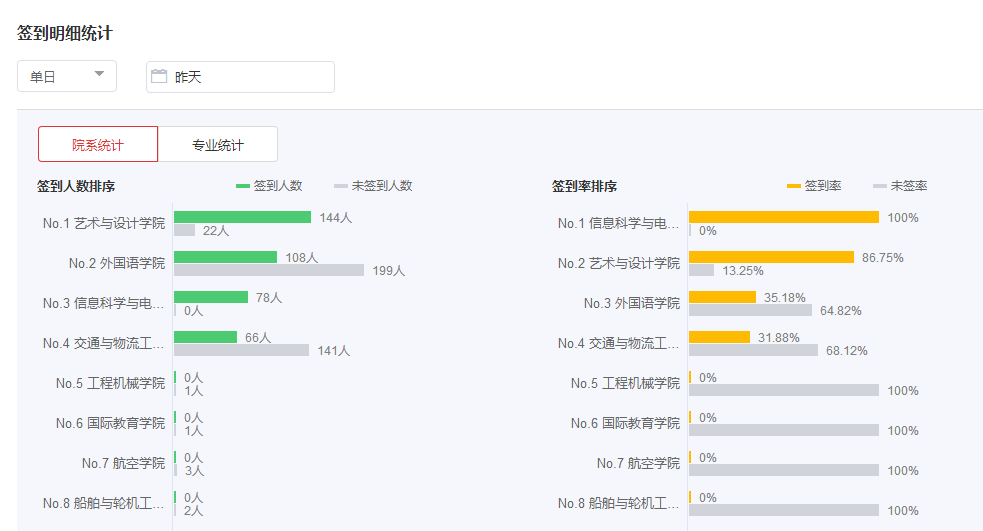 签到明细统计
单日
昨天
院系统计
专业统计
签到人数排序
签到人数
未签到人数
No.1 艺术与设计学院
144人
22人
No.2 外国语学院
108人
199人
No.3 信息科学与电...
78人
0人
No.4 交通与物流工...
66人
141人
No.5 工程机械学院
0人
1人
No.6 国际教育学院
0人
1人
No.7 航空学院
0人
3人
No.8 船舶与轮机工...
0人
2人
签到率排序
签到率
未签率
No.1 信息科学与电...
100%
0%
No.2 艺术与设计学院
86.75%
13.25%
No.3 外国语学院
35.18%
64.82%
No.4 交通与物流工...
31.88%
68.12%
No.5 工程机械学院
0%
100%
No.6 国际教育学院
0%
100%
No.7 航空学院
0%
100%
No.8 船舶与轮机工...
0%
100%